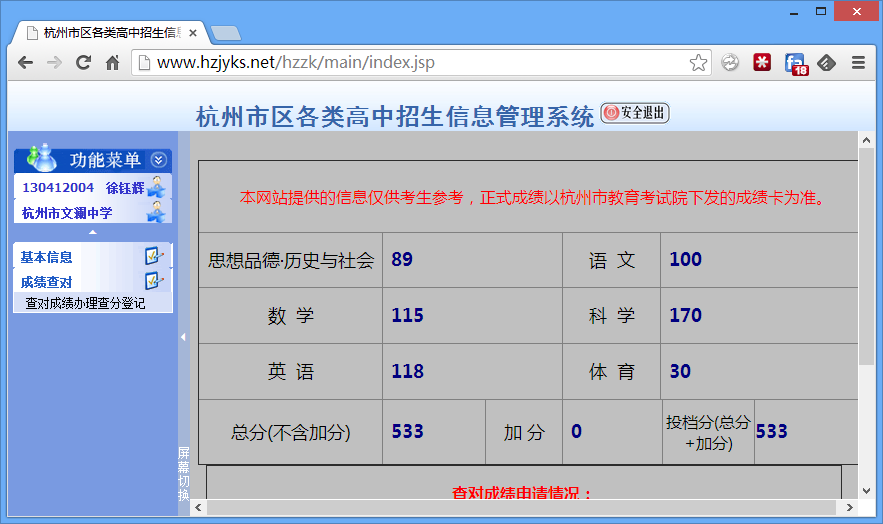 杭州市区各类高中招生信息
www.hzjyks.net/hzzk/main/index.jsp
18
杭州市区各类高中招生信息管理系统 安全退出
功能菜单
130412004 徐钰辉
杭州市文澜中学
基本信息
成绩查对
查对成绩办理查分登记
屏幕切换
本网站提供的信息仅供考生参考，正式成绩以杭州市教育考试院下发的成绩卡为准。
思想品德·历史与社会 89 语 文 100
数 学 115 科 学 170
英 语 118 体 育 30
总分(不含加分) 533 加 分 0 投档分(总分
+加分) 533
查对成绩申请情况：